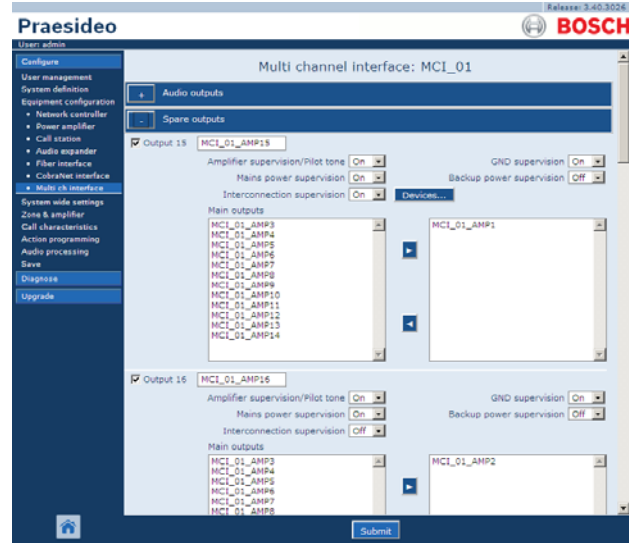 Release: 3.40.3026
Praesideo
BOSCH
User: admin
Configure
User management
System definition
Equipment configuration
Network controller
Power amplifier
Call station
Audio expander
Fiber interface
CobraNet interface
Multi ch interface
System wide settings
Zone & amplifier
Call characteristics
Action programming
Audio processing
Save
Diagnose
Upgrade
Multi channel interface: MCI_01
+ Audio outputs
- Spare outputs
Output 15 MCI_01_AMP15
Amplifier supervision/Pilot tone On GND supervision On
Mains power supervision On Backup power supervision Off
Interconnection supervision On Devices...
Main outputs
MCI_01_AMP3
MCI_01_AMP4
MCI_01_AMP5
MCI_01_AMP6
MCI_01_AMP7
MCI_01_AMP8
MCI_01_AMP9
MCI_01_AMP10
MCI_01_AMP11
MCI_01_AMP12
MCI_01_AMP13
MCI_01_AMP14
MCI_01_AMP1
Output 16 MCI_01_AMP16
Amplifier supervision/Pilot tone On GND supervision On
Mains power supervision On Backup power supervision Off
Interconnection supervision Off
Main outputs
MCI_01_AMP3
MCI_01_AMP4
MCI_01_AMP5
MCI_01_AMP6
MCI_01_AMP7
MCI_01_AMP8
MCI_01_AMP2
Submit